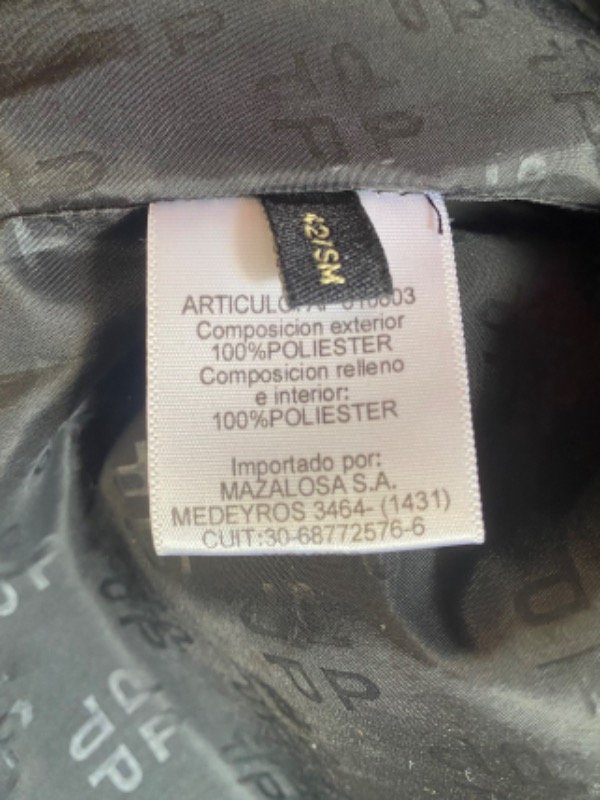 42/SM
ARTICULO:
Composicion exterior
100%POLIESTER
Composicion relleno
e interior:
100%POLIESTER
Importado por:
MAZALOSA S.A.
MEDEYROS 3464- (1431)
CUIT:30-68772576-6